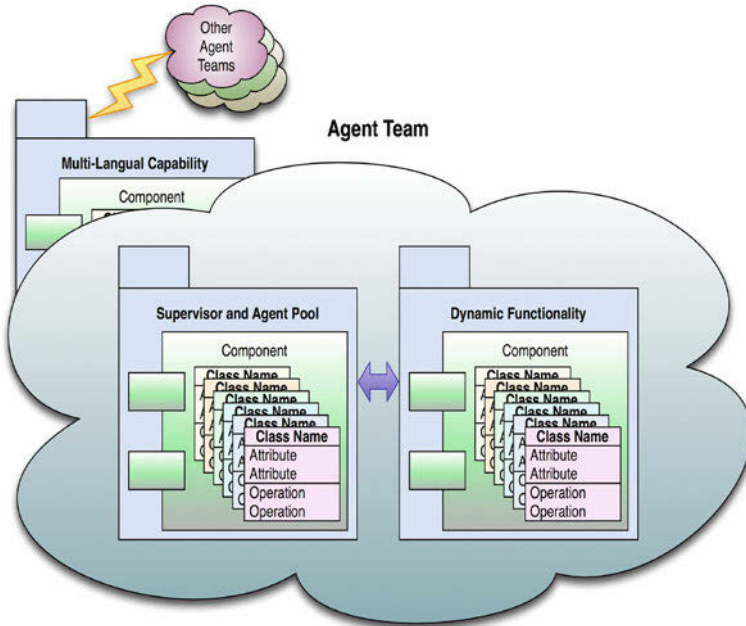 Other
Agent
Teams
Agent Team
Multi-Langual Capability
Component
Supervisor and Agent Pool
Component
Class Name
Class Name
Class Name
Class Name
Class Name
Class Name
Attribute
Attribute
Operation
Operation
Dynamic Functionality
Component
Class Name
Class Name
Class Name
Class Name
Class Name
Class Name
Attribute
Attribute
Operation
Operation